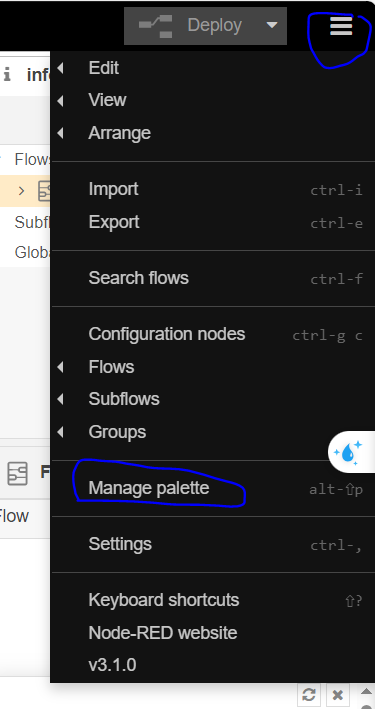 Deploy
i info
Edit
View
Arrange
Flows
Import ctrl-i
Export ctrl-e
Subfl
Globa
Search flows ctrl-f
Configuration nodes ctrl-g c
Flows
Subflows
Groups
F
Manage palette alt-⇧p
Flow
Settings ctrl-,
Keyboard shortcuts ⇧?
Node-RED website
v3.1.0